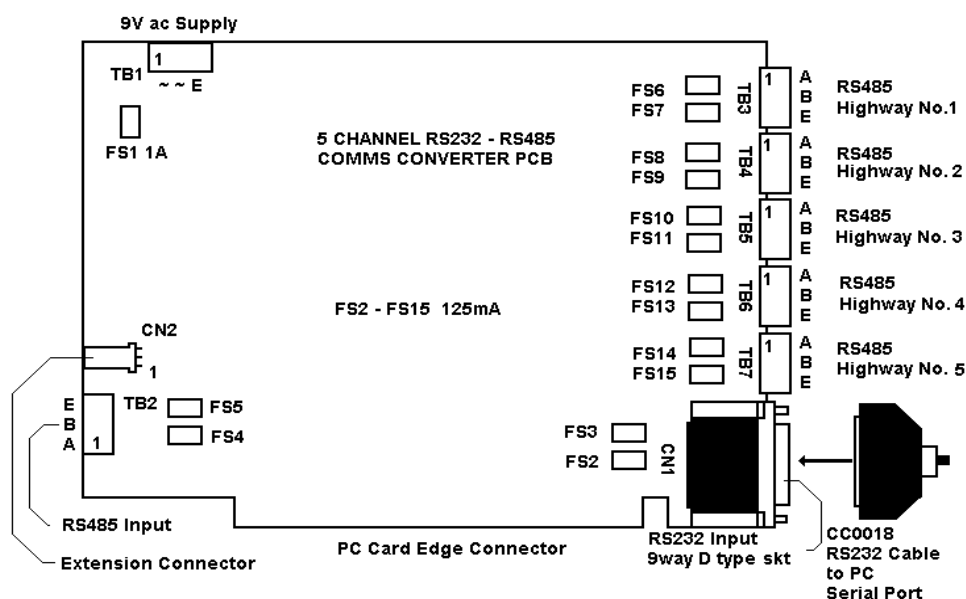 9V ac Supply
1
TB1
~ ~ E
FS1 1A
5 CHANNEL RS232 - RS485
COMMS CONVERTER PCB
FS2 - FS15 125mA
FS6
FS7
TB3
1
A
B
E
RS485
Highway No.1
FS8
FS9
TB4
1
A
B
E
RS485
Highway No. 2
FS10
FS11
TB5
1
A
B
E
RS485
Highway No. 3
FS12
FS13
TB6
1
A
B
E
RS485
Highway No. 4
FS14
FS15
TB7
1
A
B
E
RS485
Highway No. 5
CN2
1
E
B
A
1
TB2
FS5
FS4
FS3
FS2
CN1
RS485 Input
Extension Connector
PC Card Edge Connector
RS232 Input
9way D type skt
CC0018
RS232 Cable
to PC
Serial Port